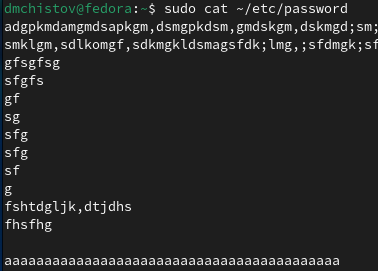 dmchistov@fedora:~$ sudo cat ~/etc/password
adgpkmdamgmdsapkgm,dsmgpkdsm,gmdskgm,dskmgd;sm;
smklgm,sdlkomgf,sdkmgkldsmagsfdk;lmg,;sfdmgk;sf
gfsgfsg
sfgfs
gf
sg
sfg
sfg
sf
g
fshtdgljk,dtjdhs
fhsfhg
aaaaaaaaaaaaaaaaaaaaaaaaaaaaaaaaaaaaaaaaaa